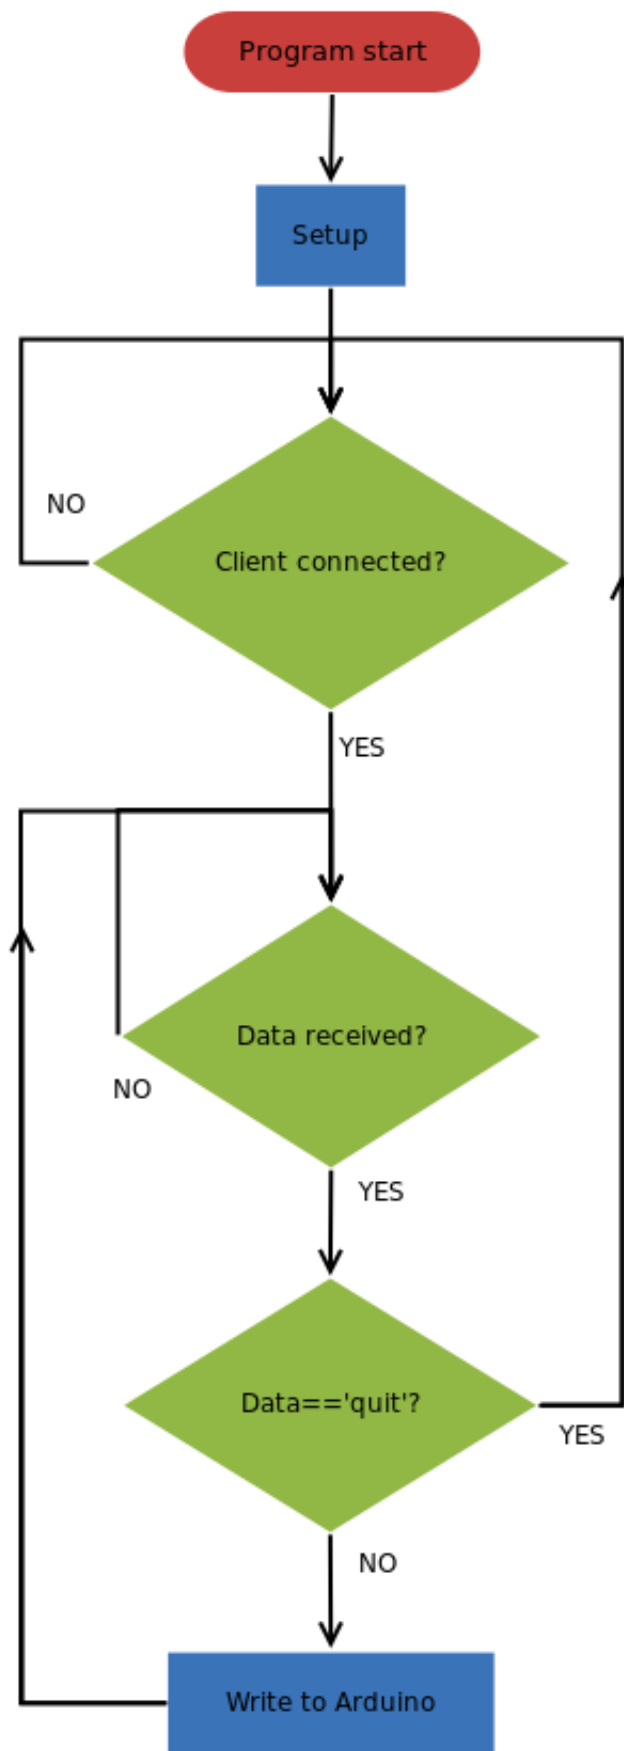 Program start
Setup
NO
Client connected?
YES
Data received?
NO
YES
Data=='quit'?
YES
NO
Write to Arduino